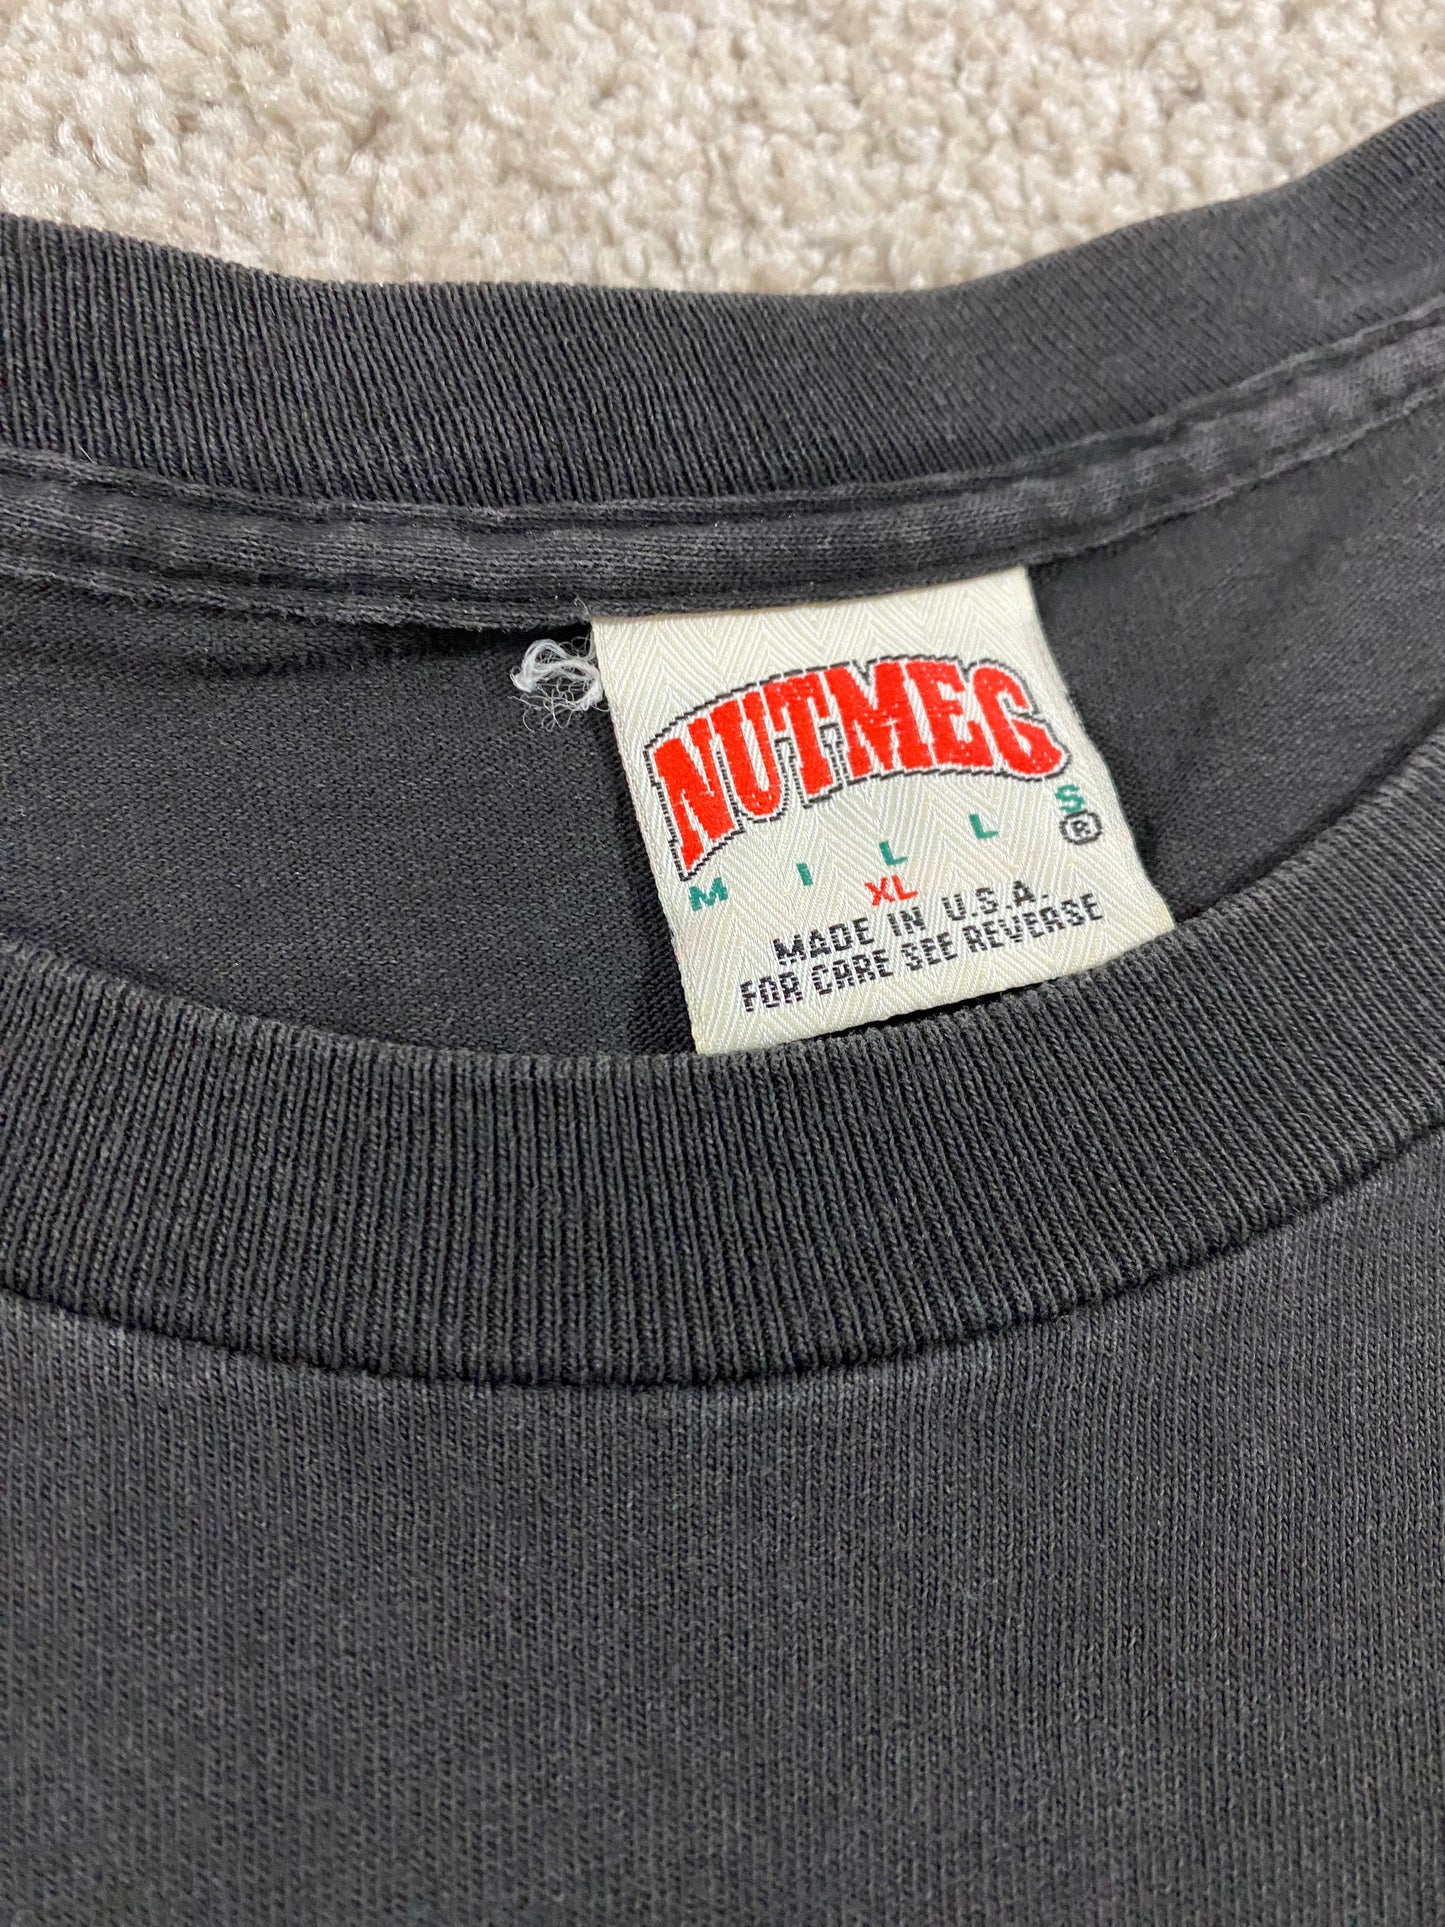 NUTMEG
MILLS ®
XL
MADE IN U.S.A.
FOR CARE SEE REVERSE